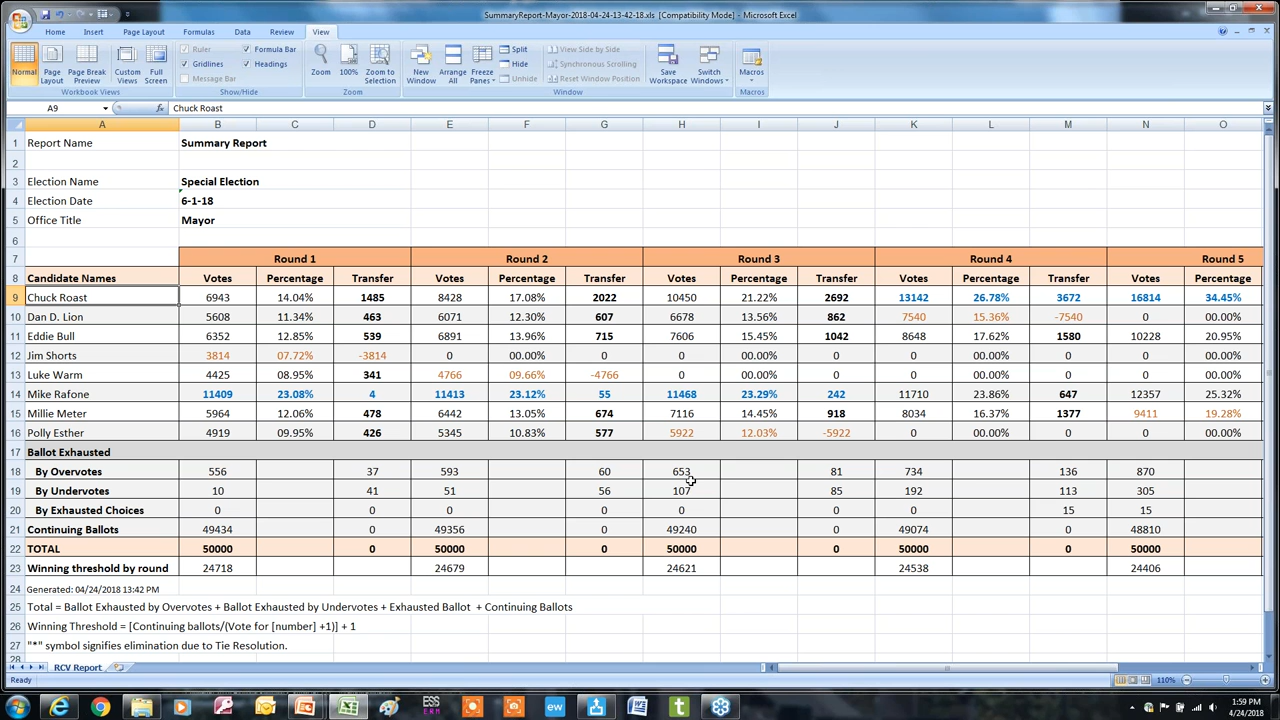 SummaryReport-Mayor-2018-04-24-13-42-18.xls [Compatibility Mode] - Microsoft Excel
Home Insert Page Layout Formulas Data Review View
Normal Page Layout Page Break Preview Custom Views Full Screen
Ruler Formula Bar
Gridlines Headings
Message Bar
Zoom 100% Zoom to Selection
New Window Arrange All Freeze Panes
Split
Hide
Unhide
View Side by Side
Synchronous Scrolling
Reset Window Position
Save Workspace Switch Windows Macros
Workbook Views Show/Hide Zoom Window Macros
A9 fx Chuck Roast
A B C D E F G H I J K L M N O
1 Report Name Summary Report
2
3 Election Name Special Election
4 Election Date 6-1-18
5 Office Title Mayor
6
7 Round 1 Round 2 Round 3 Round 4 Round 5
8 Candidate Names Votes Percentage Transfer Votes Percentage Transfer Votes Percentage Transfer Votes Percentage Transfer Votes Percentage
9 Chuck Roast 6943 14.04% 1485 8428 17.08% 2022 10450 21.22% 2692 13142 26.78% 3672 16814 34.45%
10 Dan D. Lion 5608 11.34% 463 6071 12.30% 607 6678 13.56% 862 7540 15.36% -7540 0 00.00%
11 Eddie Bull 6352 12.85% 539 6891 13.96% 715 7606 15.45% 1042 8648 17.62% 1580 10228 20.95%
12 Jim Shorts 3814 07.72% -3814 0 00.00% 0 0 00.00% 0 0 00.00% 0 0 00.00%
13 Luke Warm 4425 08.95% 341 4766 09.66% -4766 0 00.00% 0 0 00.00% 0 0 00.00%
14 Mike Rafone 11409 23.08% 4 11413 23.12% 55 11468 23.29% 242 11710 23.86% 647 12357 25.32%
15 Millie Meter 5964 12.06% 478 6442 13.05% 674 7116 14.45% 918 8034 16.37% 1377 9411 19.28%
16 Polly Esther 4919 09.95% 426 5345 10.83% 577 5922 12.03% -5922 0 00.00% 0 0 00.00%
17 Ballot Exhausted
18 By Overvotes 556 37 593 60 653 81 734 136 870
19 By Undervotes 10 41 51 56 107 85 192 113 305
20 By Exhausted Choices 0 0 0 0 0 0 0 15 15
21 Continuing Ballots 49434 0 49356 0 49240 0 49074 0 48810
22 TOTAL 50000 0 50000 0 50000 0 50000 0 50000
23 Winning threshold by round 24718 24679 24621 24538 24406
24 Generated: 04/24/2018 13:42 PM
25 Total = Ballot Exhausted by Overvotes + Ballot Exhausted by Undervotes + Exhausted Ballot + Continuing Ballots
26 Winning Threshold = [Continuing ballots/(Vote for [number] +1)] + 1
27 "*" symbol signifies elimination due to Tie Resolution.
28
RCV Report
Ready 110%
ESS ERM ew t
1:59 PM
4/24/2018